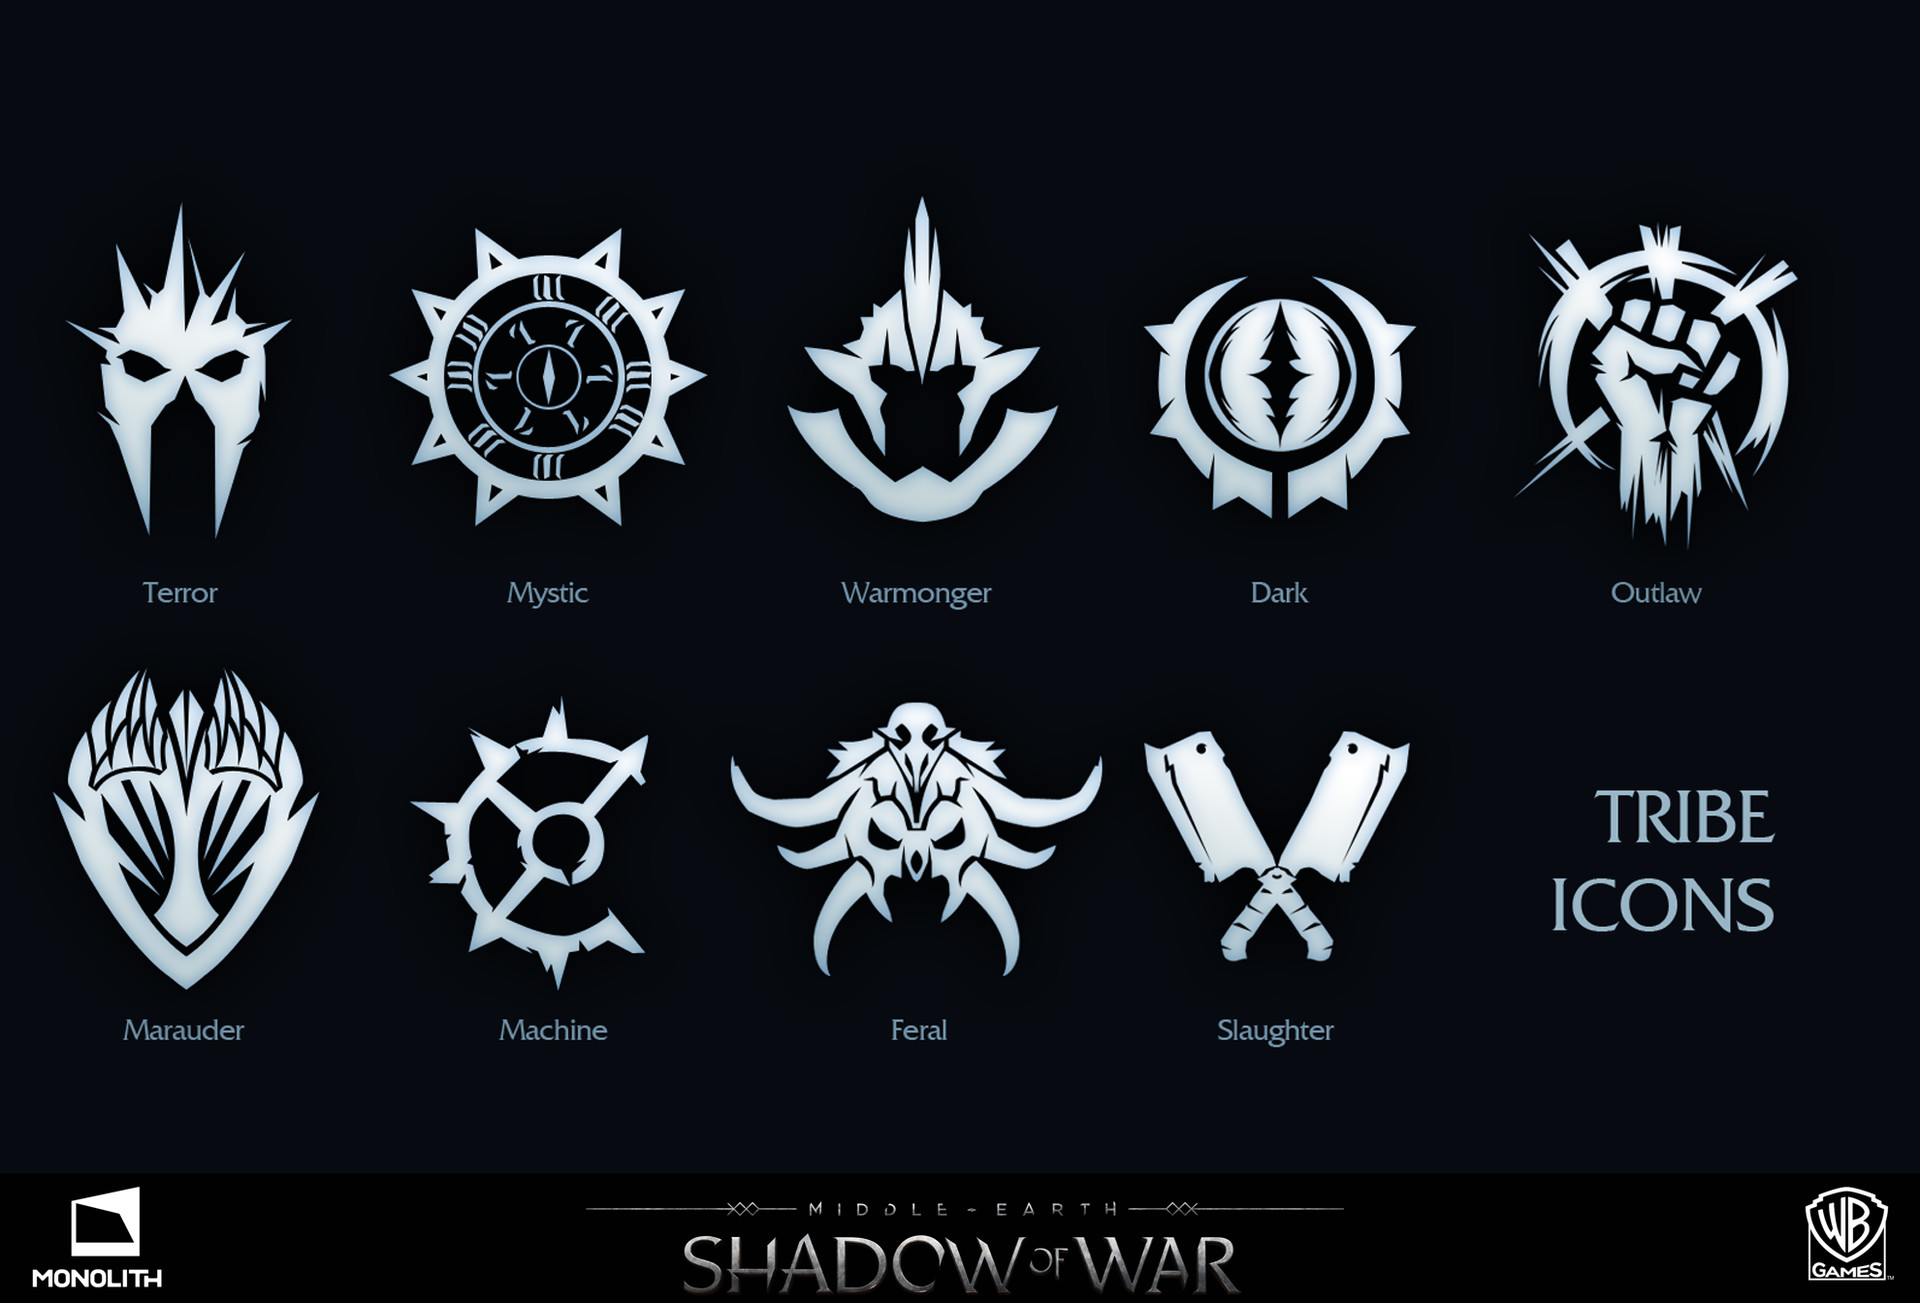 Terror
Mystic
Warmonger
Dark
Outlaw
Marauder
Machine
Feral
Slaughter
TRIBE
ICONS
MONOLITH
MIDDLE-EARTH
SHADOW OF WAR
WB
GAMES
TM